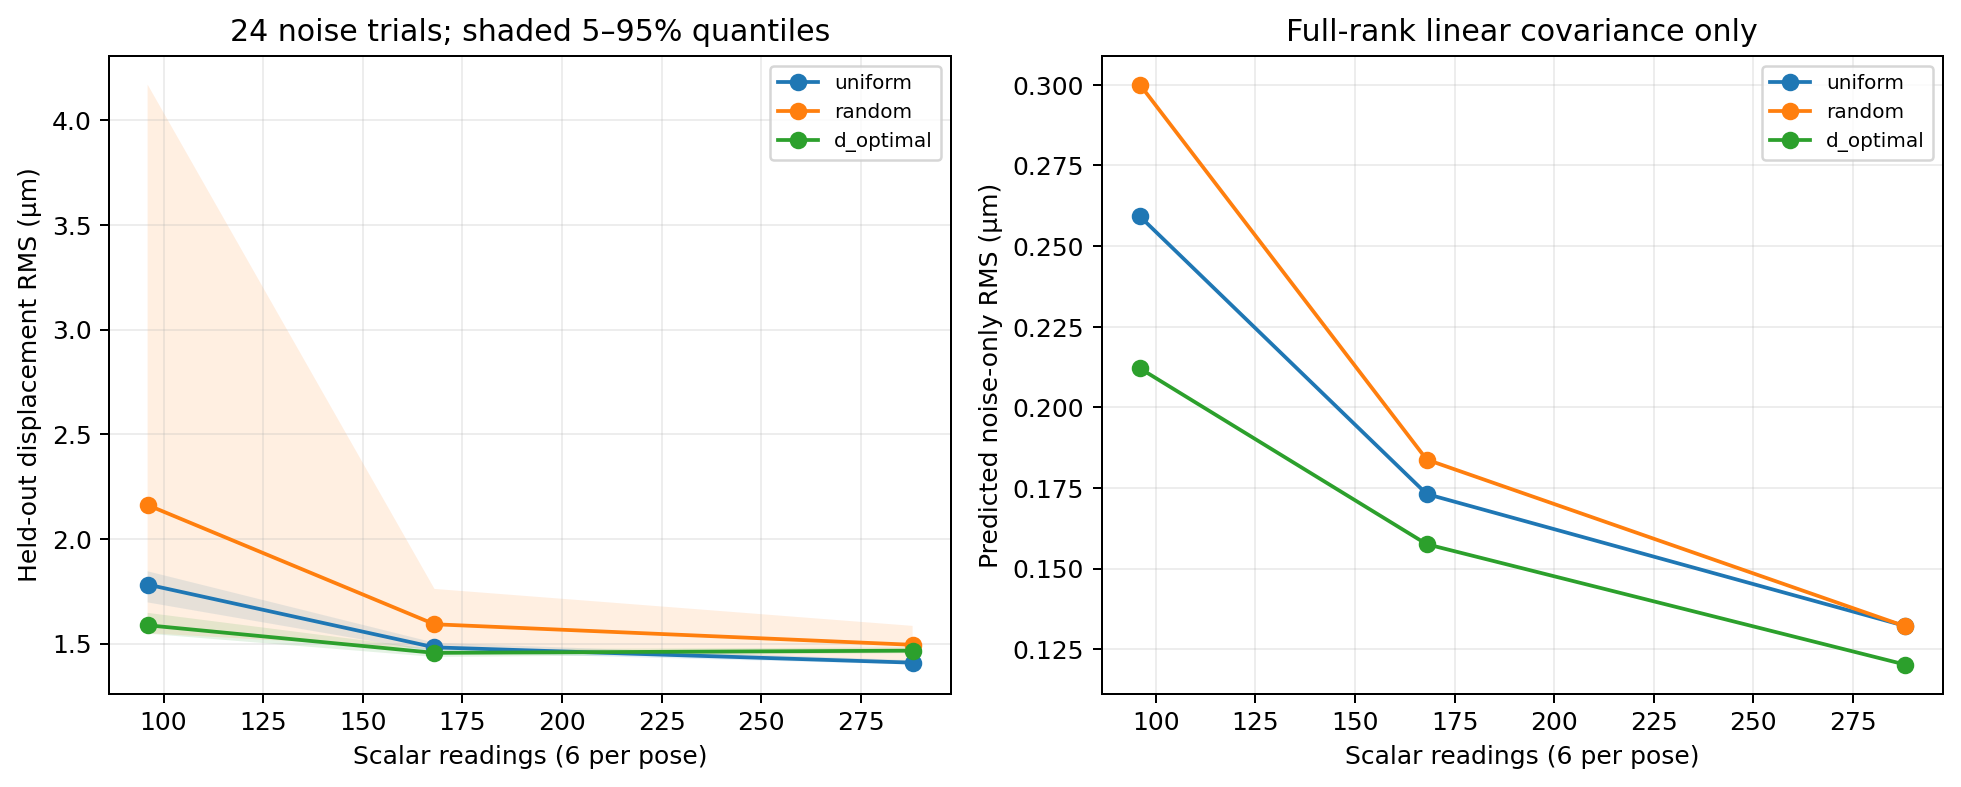 24 noise trials; shaded 5–95% quantiles
Held-out displacement RMS (μm)
4.0
3.5
3.0
2.5
2.0
1.5
100 125 150 175 200 225 250 275
Scalar readings (6 per pose)
uniform
random
d_optimal
Full-rank linear covariance only
Predicted noise-only RMS (μm)
0.300
0.275
0.250
0.225
0.200
0.175
0.150
0.125
100 125 150 175 200 225 250 275
Scalar readings (6 per pose)
uniform
random
d_optimal